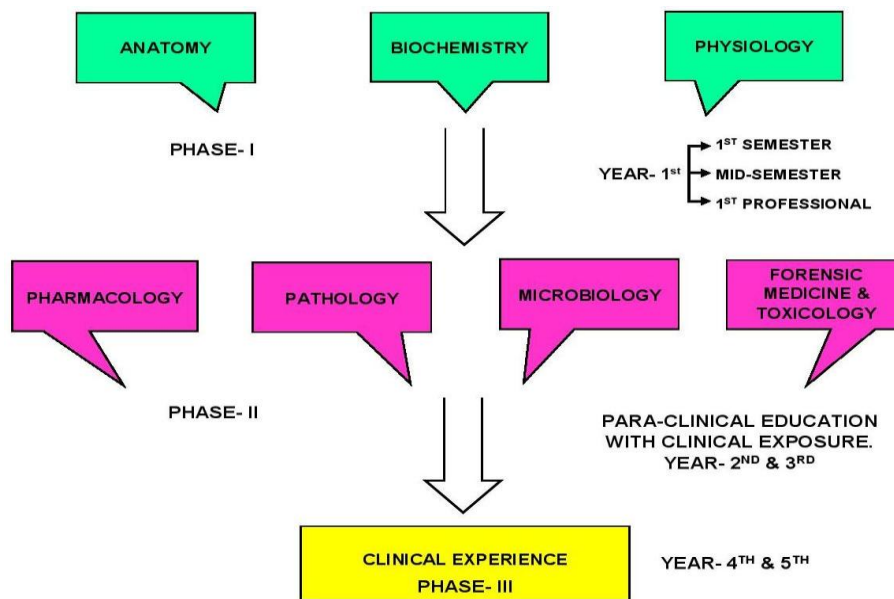 ANATOMY
BIOCHEMISTRY
PHYSIOLOGY
PHASE- I
YEAR- 1st
1ST SEMESTER
MID-SEMESTER
1ST PROFESSIONAL
PHARMACOLOGY
PATHOLOGY
MICROBIOLOGY
FORENSIC
MEDICINE &
TOXICOLOGY
PHASE- II
PARA-CLINICAL EDUCATION
WITH CLINICAL EXPOSURE.
YEAR- 2ND & 3RD
CLINICAL EXPERIENCE
PHASE- III
YEAR- 4TH & 5TH